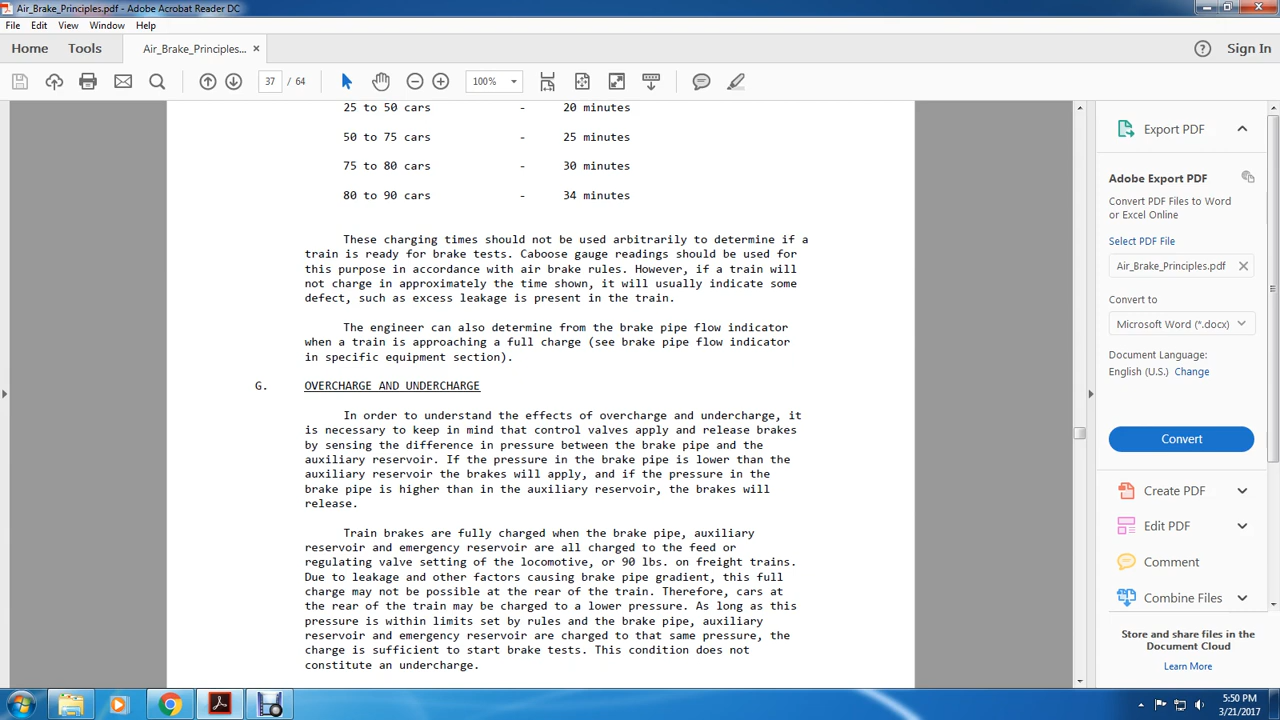 Air_Brake_Principles.pdf - Adobe Acrobat Reader DC
File Edit View Window Help
Home Tools Air_Brake_Principles... × Sign In
37 / 64 100%
25 to 50 cars - 20 minutes
50 to 75 cars - 25 minutes
75 to 80 cars - 30 minutes
80 to 90 cars - 34 minutes
These charging times should not be used arbitrarily to determine if a
train is ready for brake tests. Caboose gauge readings should be used for
this purpose in accordance with air brake rules. However, if a train will
not charge in approximately the time shown, it will usually indicate some
defect, such as excess leakage is present in the train.
The engineer can also determine from the brake pipe flow indicator
when a train is approaching a full charge (see brake pipe flow indicator
in specific equipment section).
G. OVERCHARGE AND UNDERCHARGE
In order to understand the effects of overcharge and undercharge, it
is necessary to keep in mind that control valves apply and release brakes
by sensing the difference in pressure between the brake pipe and the
auxiliary reservoir. If the pressure in the brake pipe is lower than the
auxiliary reservoir the brakes will apply, and if the pressure in the
brake pipe is higher than in the auxiliary reservoir, the brakes will
release.
Train brakes are fully charged when the brake pipe, auxiliary
reservoir and emergency reservoir are all charged to the feed or
regulating valve setting of the locomotive, or 90 lbs. on freight trains.
Due to leakage and other factors causing brake pipe gradient, this full
charge may not be possible at the rear of the train. Therefore, cars at
the rear of the train may be charged to a lower pressure. As long as this
pressure is within limits set by rules and the brake pipe, auxiliary
reservoir and emergency reservoir are charged to that same pressure, the
charge is sufficient to start brake tests. This condition does not
constitute an undercharge.
Export PDF
Adobe Export PDF
Convert PDF Files to Word
or Excel Online
Select PDF File
Air_Brake_Principles.pdf
Convert to
Microsoft Word (*.docx)
Document Language:
English (U.S.) Change
Convert
Create PDF
Edit PDF
Comment
Combine Files
Store and share files in the
Document Cloud
Learn More
5:50 PM
3/21/2017